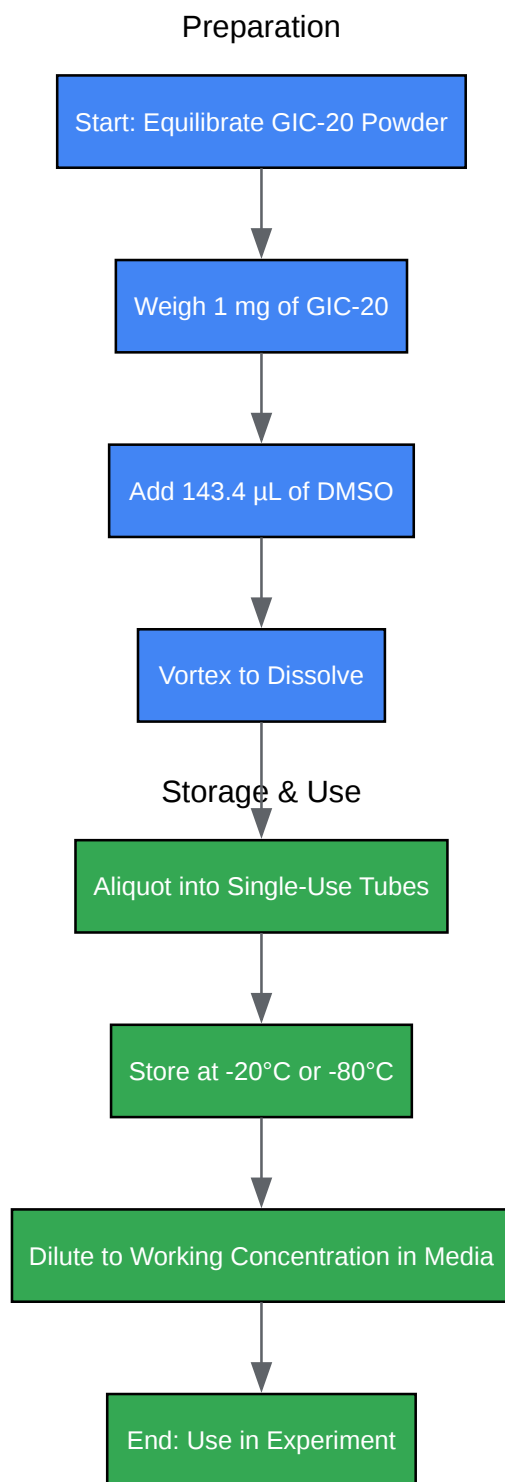 Preparation
Start: Equilibrate GIC-20 Powder
Weigh 1 mg of GIC-20
Add 143.4 µL of DMSO
Vortex to Dissolve
Storage & Use
Aliquot into Single-Use Tubes
Store at -20°C or -80°C
Dilute to Working Concentration in Media
End: Use in Experiment